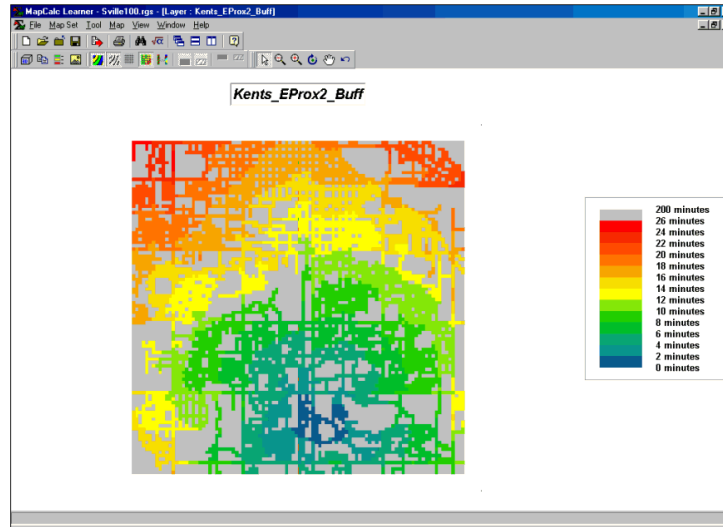 MapCalc Learner - Sville100.rgs - [Layer : Kents_EProx2_Buff]
File Map Set Tool Map View Window Help
Kents_EProx2_Buff
200 minutes
26 minutes
24 minutes
22 minutes
20 minutes
18 minutes
16 minutes
14 minutes
12 minutes
10 minutes
8 minutes
6 minutes
4 minutes
2 minutes
0 minutes